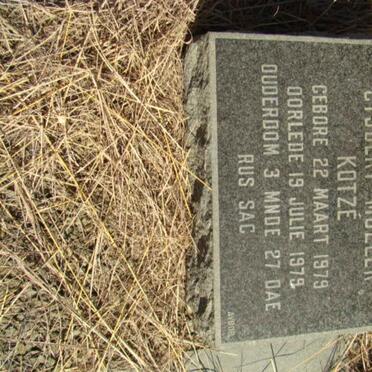 KOTZÉ
GEBORE 22 MAART 1979
OORLEDE 19 JULIE 1979
OUDERDOM 3 MNDE 27 DAE
RUS SAG